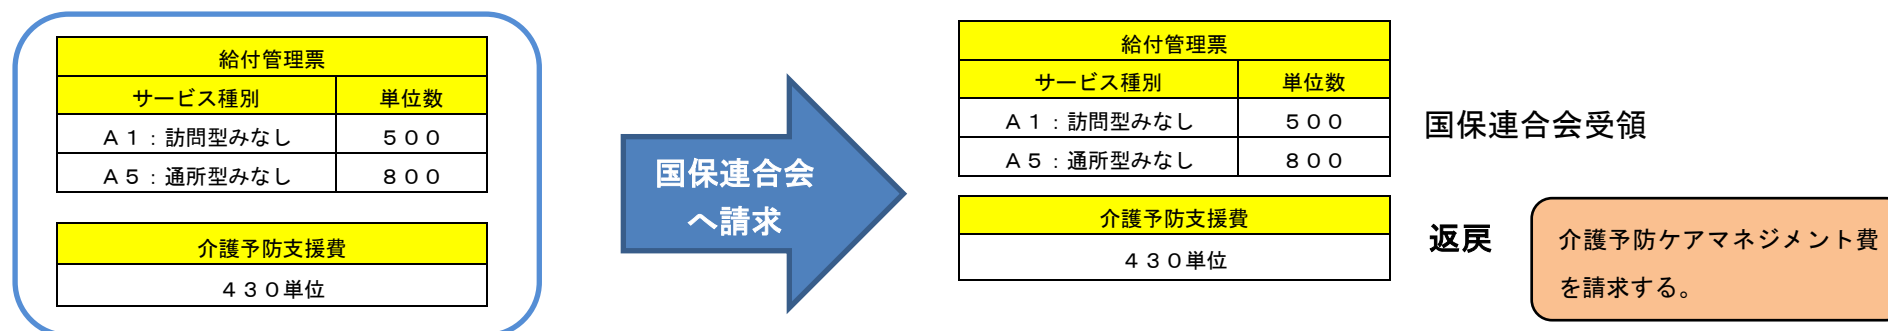 給付管理票
サービス種別 単位数
Ａ１：訪問型みなし ５００
Ａ５：通所型みなし ８００
介護予防支援費
４３０単位
国保連合会
へ請求
給付管理票
サービス種別 単位数
Ａ１：訪問型みなし ５００
Ａ５：通所型みなし ８００
国保連合会受領
介護予防支援費
４３０単位
返戻
介護予防ケアマネジメント費
を請求する。